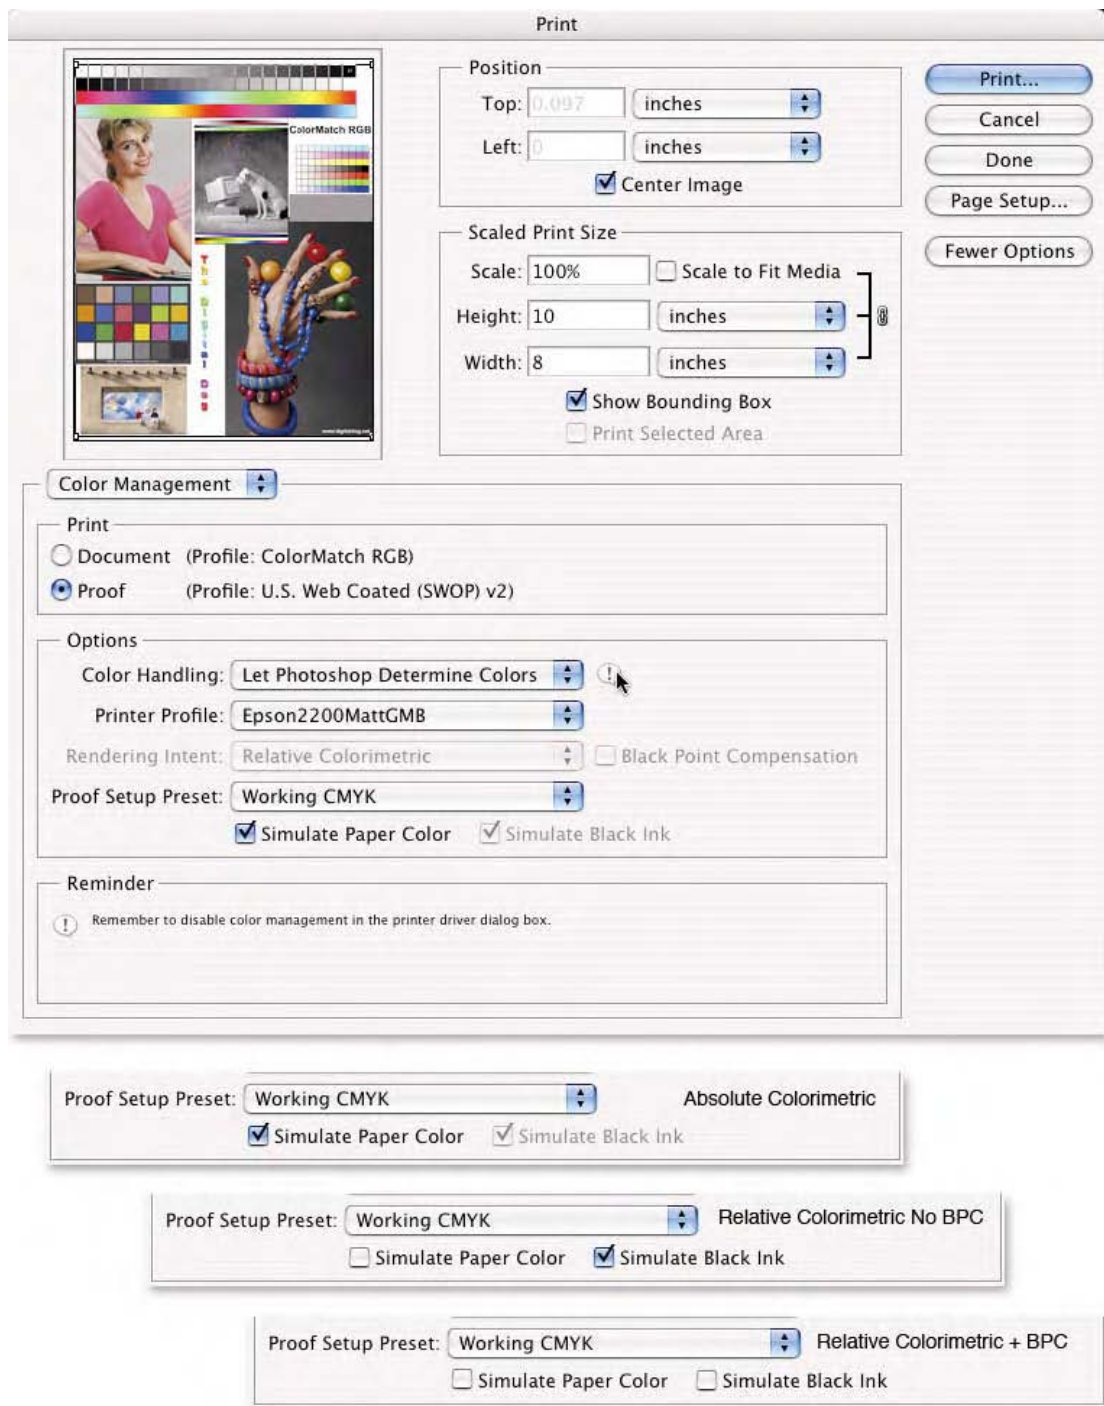 Print
ColorMatch RGB
The Digital Dog
Position
Top: 0.097 inches
Left: 0 inches
Center Image
Scaled Print Size
Scale: 100% Scale to Fit Media
Height: 10 inches
Width: 8 inches
Show Bounding Box
Print Selected Area
Print...
Cancel
Done
Page Setup...
Fewer Options
Color Management
Print
Document (Profile: ColorMatch RGB)
Proof (Profile: U.S. Web Coated (SWOP) v2)
Options
Color Handling: Let Photoshop Determine Colors
Printer Profile: Epson2200MattGMB
Rendering Intent: Relative Colorimetric Black Point Compensation
Proof Setup Preset: Working CMYK
Simulate Paper Color Simulate Black Ink
Reminder
Remember to disable color management in the printer driver dialog box.
Proof Setup Preset: Working CMYK Absolute Colorimetric
Simulate Paper Color Simulate Black Ink
Proof Setup Preset: Working CMYK Relative Colorimetric No BPC
Simulate Paper Color Simulate Black Ink
Proof Setup Preset: Working CMYK Relative Colorimetric + BPC
Simulate Paper Color Simulate Black Ink